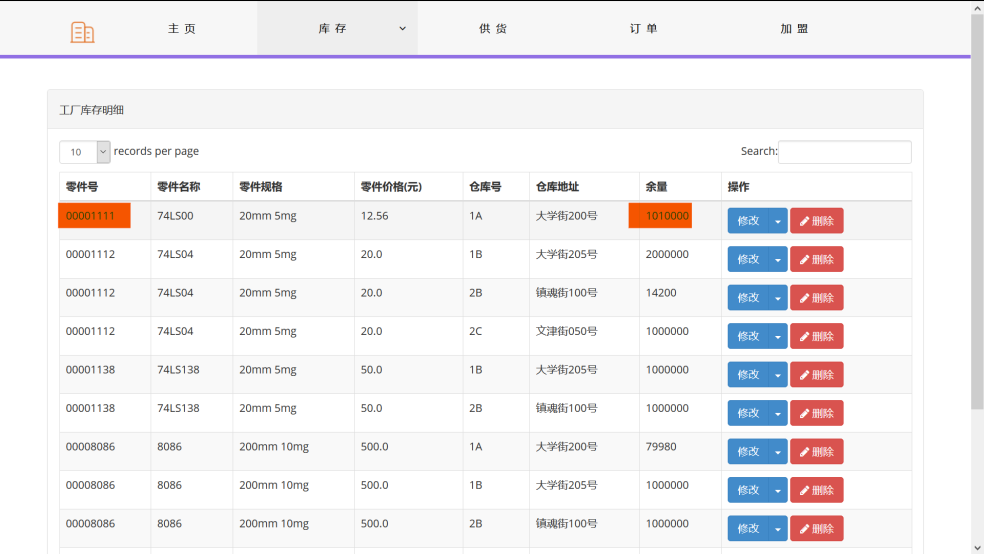 主页 库存 供货 订单 加盟
工厂库存明细
10 records per page Search:
零件号 零件名称 零件规格 零件价格(元) 仓库号 仓库地址 余量 操作
00001111 74LS00 20mm 5mg 12.56 1A 大学街200号 1010000 修改 删除
00001112 74LS04 20mm 5mg 20.0 1B 大学街205号 2000000 修改 删除
00001112 74LS04 20mm 5mg 20.0 2B 镇魂街100号 14200 修改 删除
00001112 74LS04 20mm 5mg 20.0 2C 文津街050号 1000000 修改 删除
00001138 74LS138 20mm 5mg 50.0 1B 大学街205号 1000000 修改 删除
00001138 74LS138 20mm 5mg 50.0 2B 镇魂街100号 1000000 修改 删除
00008086 8086 200mm 10mg 500.0 1A 大学街200号 79980 修改 删除
00008086 8086 200mm 10mg 500.0 1B 大学街205号 1000000 修改 删除
00008086 8086 200mm 10mg 500.0 2B 镇魂街100号 1000000 修改 删除